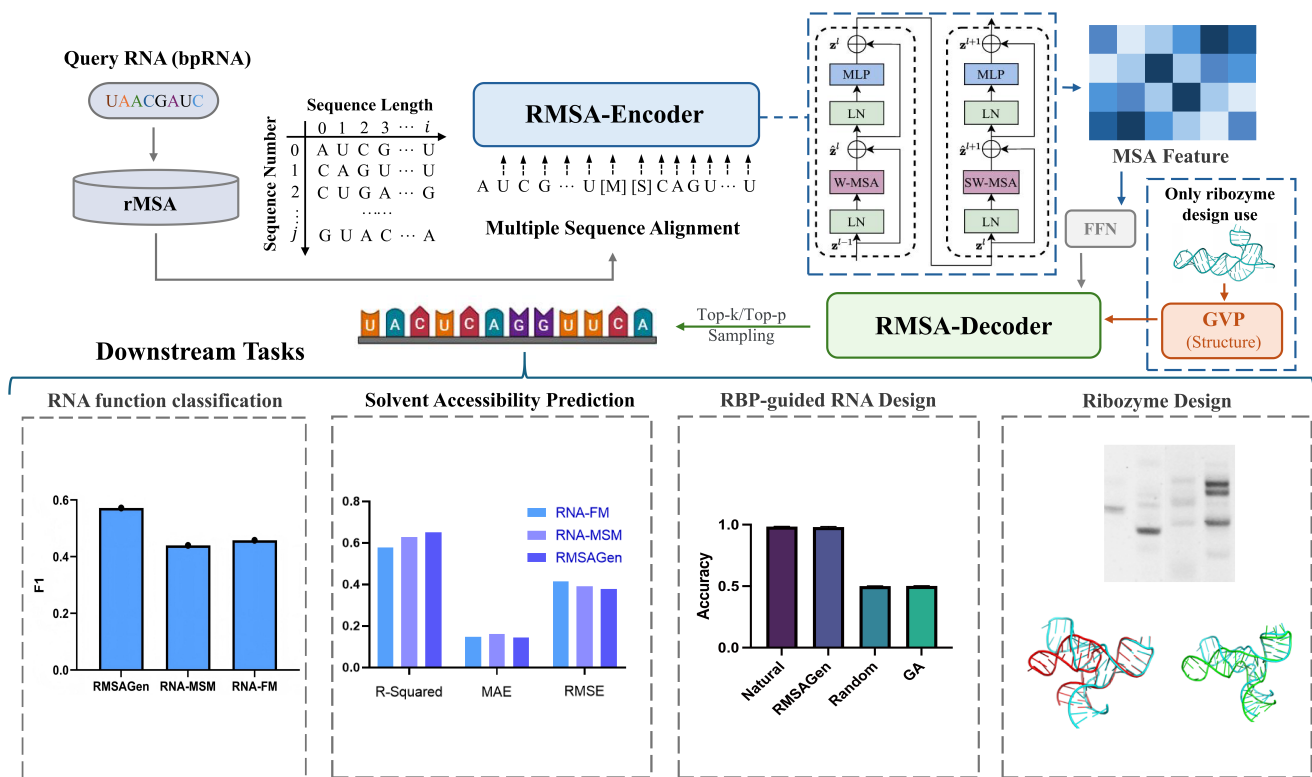 Query RNA (bpRNA)
UAACGAUC
rMSA
Sequence Length
Sequence Number
0 1 2 3 ··· i
0 A U C G ··· U
1 C A G U ··· U
2 C U G A ··· G
⋮ ······
j G U A C ··· A
RMSA-Encoder
A U C G ··· U [M] [S] C A G U ··· U
Multiple Sequence Alignment
z^l
MLP
LN
ẑ^l
W-MSA
LN
z^{l-1}
z^{l+1}
MLP
LN
ẑ^{l+1}
SW-MSA
LN
z^l
MSA Feature
FFN
Only ribozyme
design use
GVP
(Structure)
RMSA-Decoder
Top-k/Top-p
Sampling
U A C U C A G G U U C A
Downstream Tasks
RNA function classification
F1
0.6
0.4
0.2
0.0
RMSAGen RNA-MSM RNA-FM
Solvent Accessibility Prediction
0.8
0.6
0.4
0.2
0.0
RNA-FM
RNA-MSM
RMSAGen
R-Squared MAE RMSE
RBP-guided RNA Design
Accuracy
1.0
0.5
0.0
Natural
RMSAGen
Random
GA
Ribozyme Design